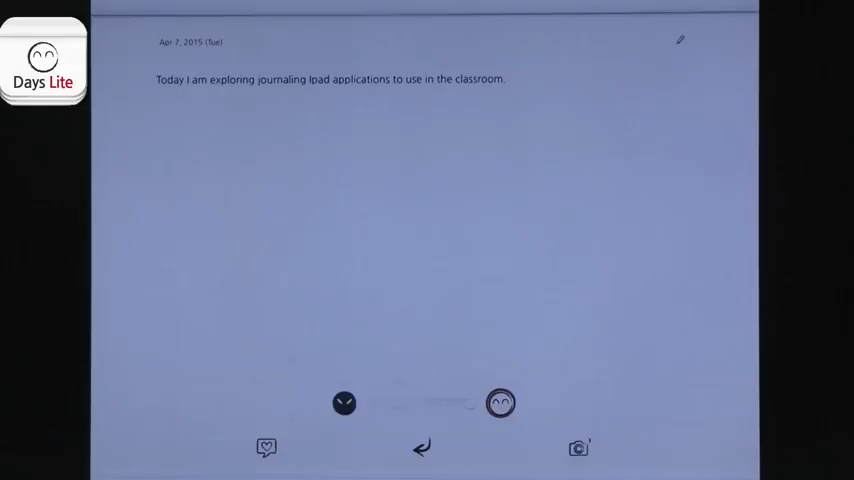 Days Lite
Apr 7, 2015 (Tue)
Today I am exploring journaling Ipad applications to use in the classroom.